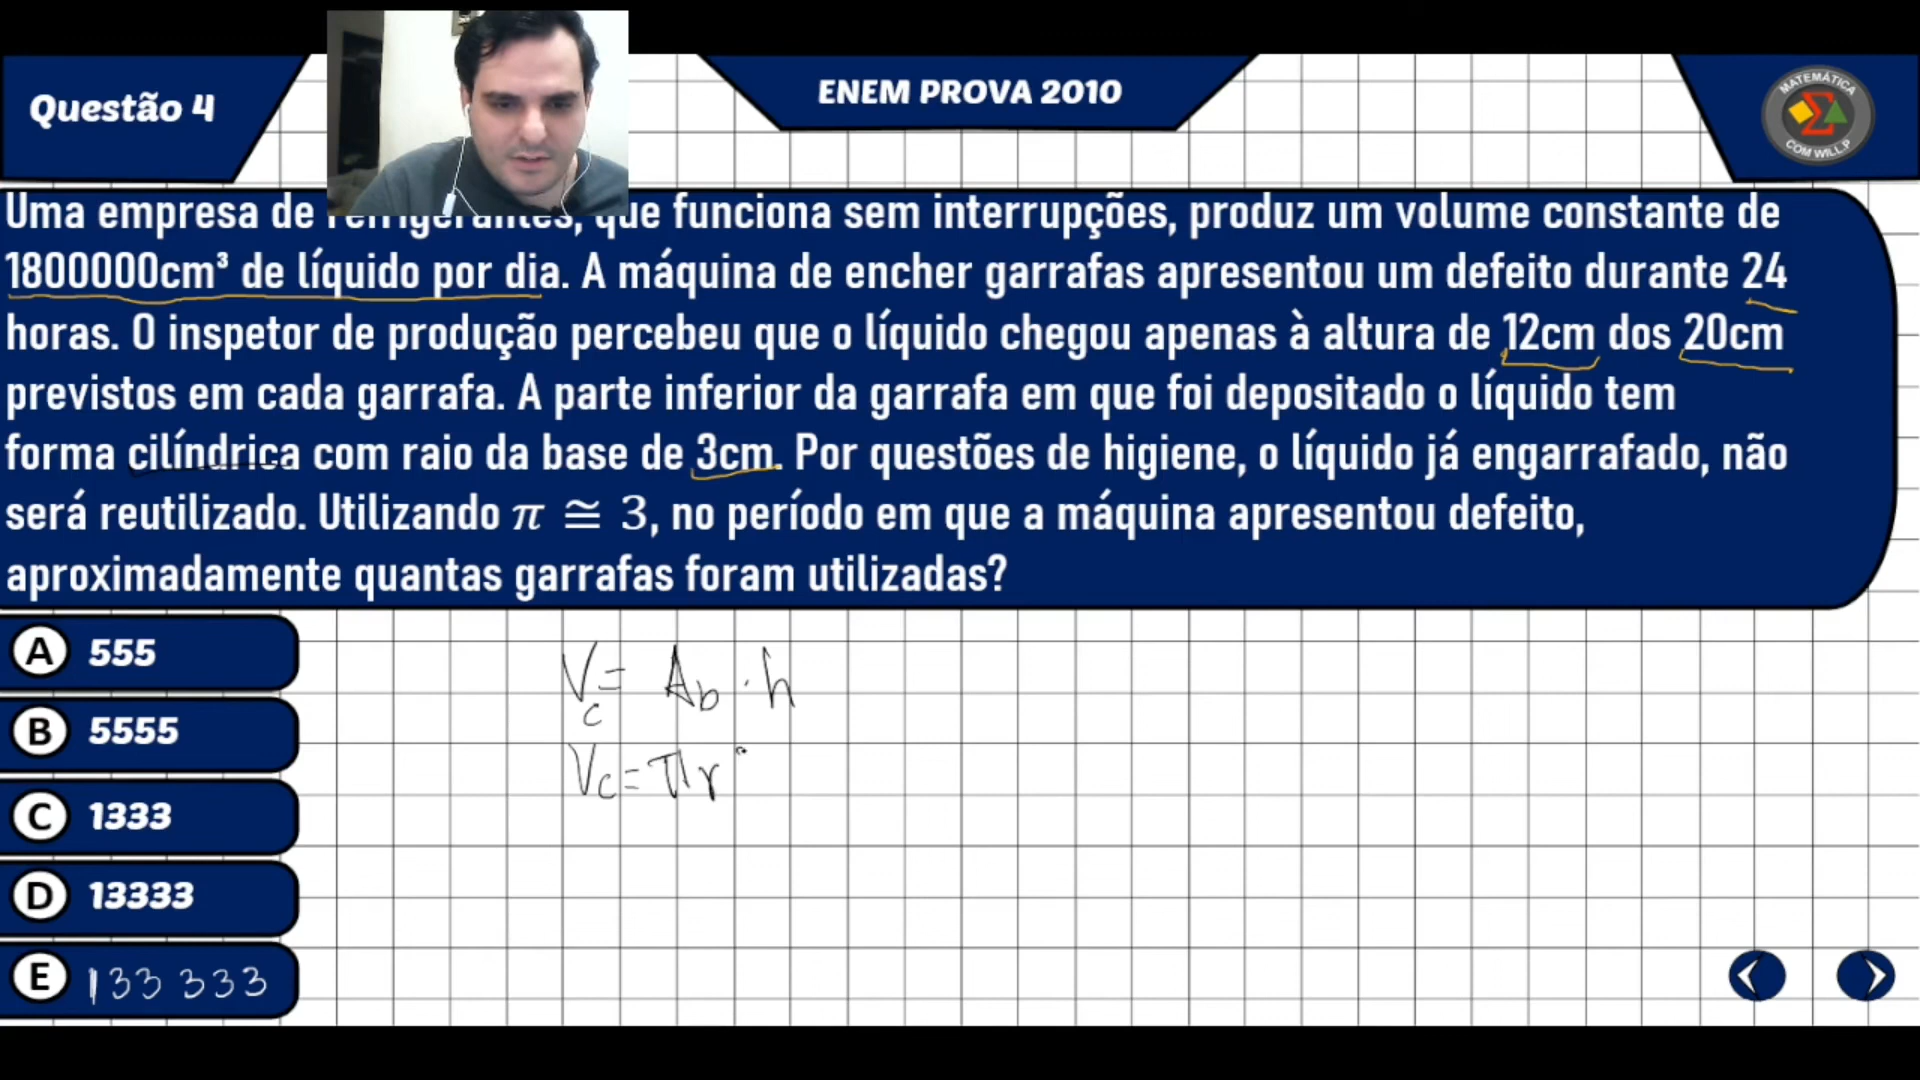 Questão 4
ENEM PROVA 2010
MATEMÁTICA
COM WILL.P
Uma empresa de refrigerantes, que funciona sem interrupções, produz um volume constante de
1800000cm³ de líquido por dia. A máquina de encher garrafas apresentou um defeito durante 24
horas. O inspetor de produção percebeu que o líquido chegou apenas à altura de 12cm dos 20cm
previstos em cada garrafa. A parte inferior da garrafa em que foi depositado o líquido tem
forma cilíndrica com raio da base de 3cm. Por questões de higiene, o líquido já engarrafado, não
será reutilizado. Utilizando π ≅ 3, no período em que a máquina apresentou defeito,
aproximadamente quantas garrafas foram utilizadas?
A 555
B 5555
C 1333
D 13333
E 133 333
Vc = Ab · h
Vc = πr